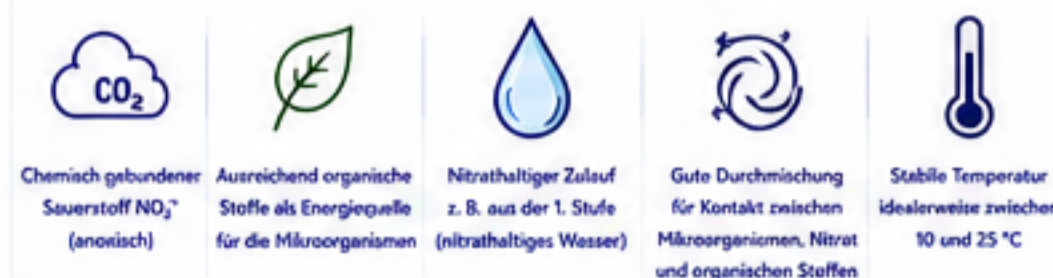 CO₂
Chemisch gebundener
Sauerstoff NO₃⁻
(anoxisch)
Ausreichend organische
Stoffe als Energiequelle
für die Mikroorganismen
Nitrathaltiger Zulauf
z. B. aus der 1. Stufe
(nitrathaltiges Wasser)
Gute Durchmischung
für Kontakt zwischen
Mikroorganismen, Nitrat
und organischen Stoffen
Stabile Temperatur
idealerweise zwischen
10 und 25 °C